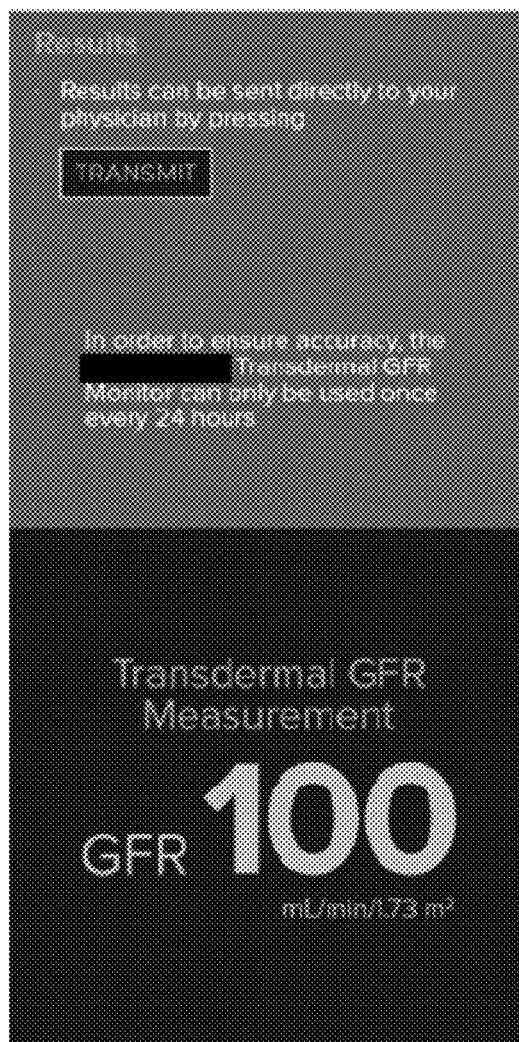 Results
Results can be sent directly to your
physician by pressing
TRANSMIT
In order to ensure accuracy, the
Transdermal GFR
Monitor can only be used once
every 24 hours
Transdermal GFR
Measurement
GFR 100
mL/min/1.73 m²